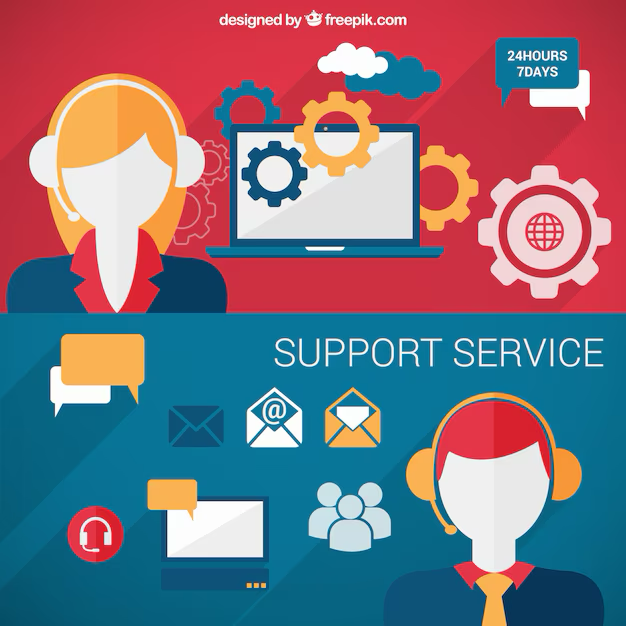 designed by freepik.com
24HOURS
7DAYS
SUPPORT SERVICE
@